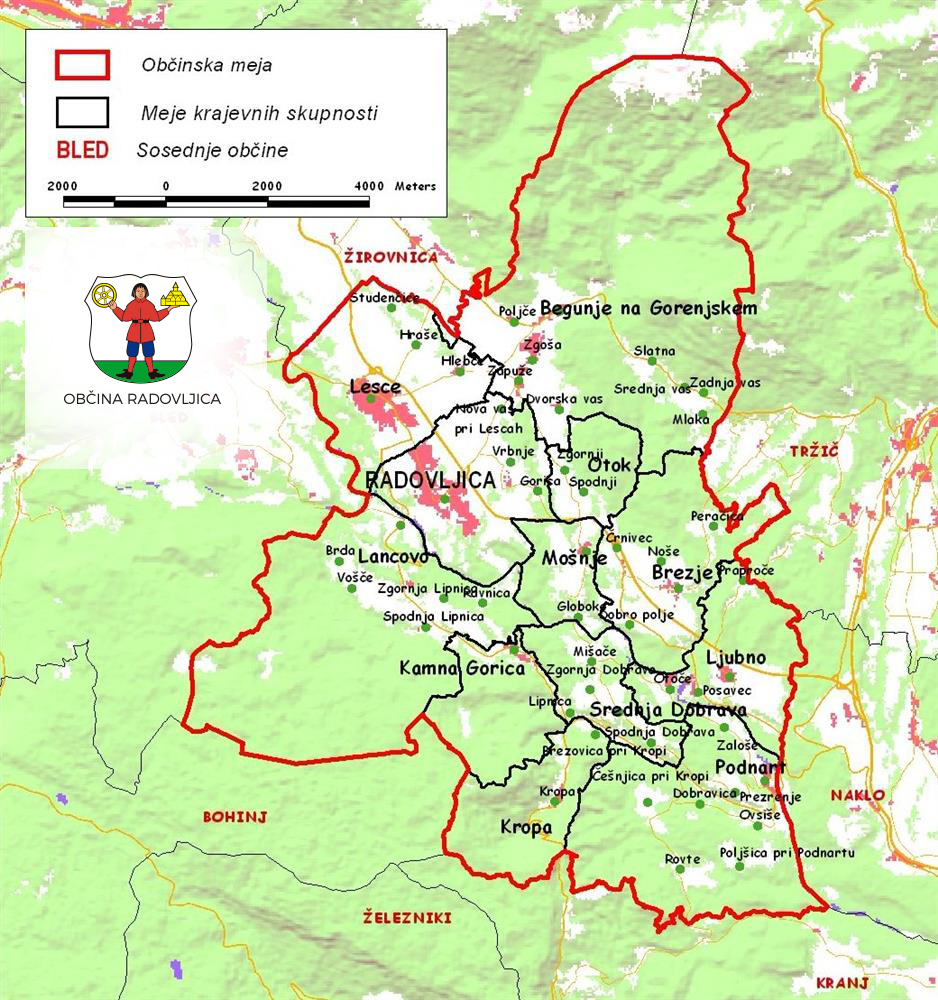 Občinska meja
Meje krajevnih skupnosti
BLED Sosednje občine
2000 0 2000 4000 Meters
OBČINA RADOVLJICA
BLED
ŽIROVNICA
Studenčice
Poljče
Begunje na Gorenjskem
Hraše
Zgoša
Hlebce
Zapuže
Slatna
Lesce
Srednja vas
Zadnja vas
Dvorska vas
Nova vas
pri Lescah
Mlaka
TRŽIČ
Vrbnje
Zgornji
Otok
RADOVLJICA
Gorica
Spodnji
Peračica
Črnivec
Brda
Lancovo
Mošnje
Noše
Brezje
Praproče
Vošče
Zgornja Lipnica
Ravnica
Spodnja Lipnica
Globoko
Dobro polje
Mišače
Ljubno
Kamna Gorica
Zgornja Dobrava
Otoče
Posavec
Lipnica
Srednja Dobrava
Spodnja Dobrava
Brezovica pri Kropi
Zaloše
Podnart
Češnjica pri Kropi
Kropa
Dobravica
Prezrenje
NAKLO
Ovsiše
BOHINJ
Kropa
Rovte
Poljšica pri Podnartu
ŽELEZNIKI
KRANJ